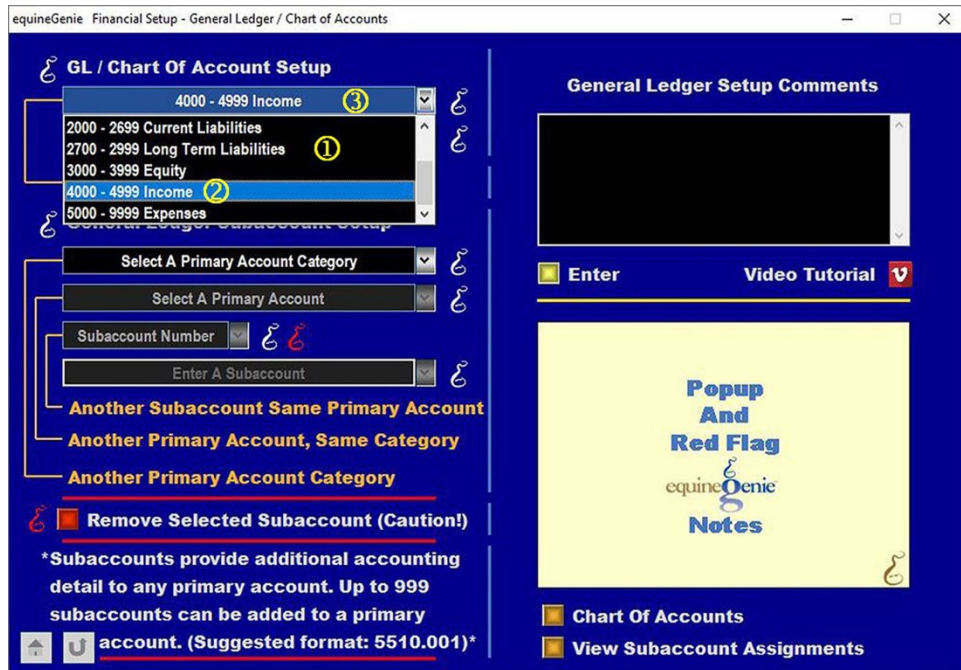 equineGenie Financial Setup - General Ledger / Chart of Accounts
GL / Chart Of Account Setup
4000 - 4999 Income ③
2000 - 2699 Current Liabilities
2700 - 2999 Long Term Liabilities ①
3000 - 3999 Equity
4000 - 4999 Income ②
5000 - 9999 Expenses
General Ledger Subaccount Setup
Select A Primary Account Category
Select A Primary Account
Subaccount Number
Enter A Subaccount
Another Subaccount Same Primary Account
Another Primary Account, Same Category
Another Primary Account Category
Remove Selected Subaccount (Caution!)
*Subaccounts provide additional accounting
detail to any primary account. Up to 999
subaccounts can be added to a primary
account. (Suggested format: 5510.001)*
General Ledger Setup Comments
Enter
Video Tutorial
Popup
And
Red Flag
equineGenie
Notes
Chart Of Accounts
View Subaccount Assignments